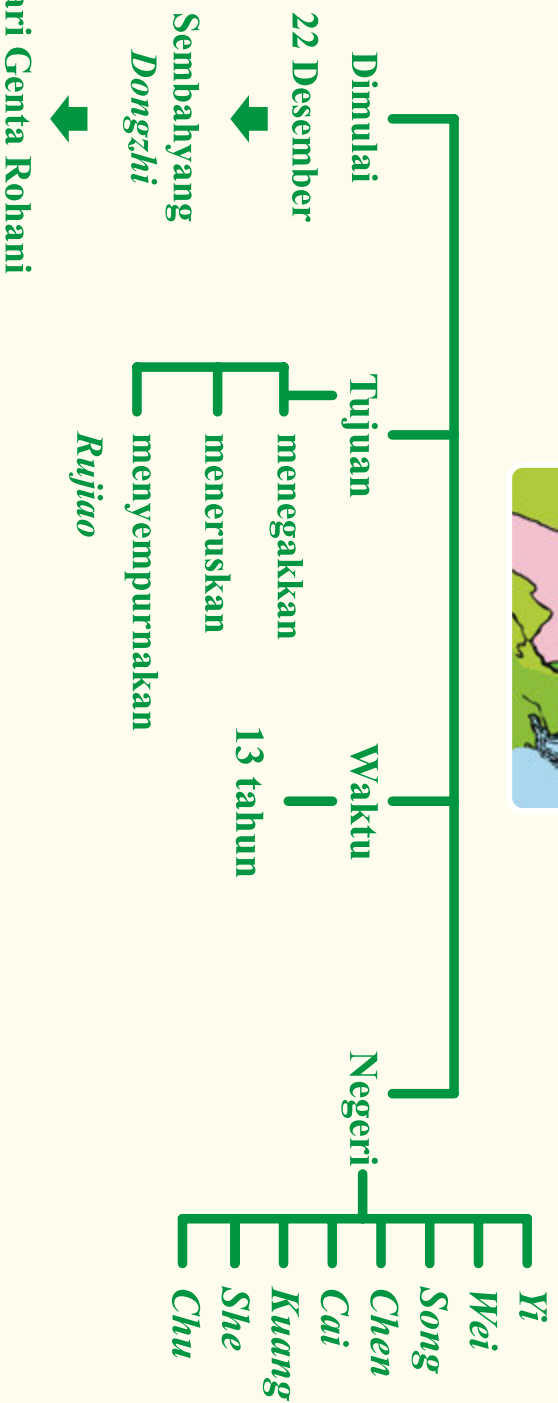 Dimulai
22 Desember
Sembahyang
Dongzhi
ari Genta Rohani
Tujuan
menegakkan
meneruskan
menyempurnakan
Rujiao
Waktu
13 tahun
Negeri
Yi
Wei
Song
Chen
Cai
Kuang
She
Chu